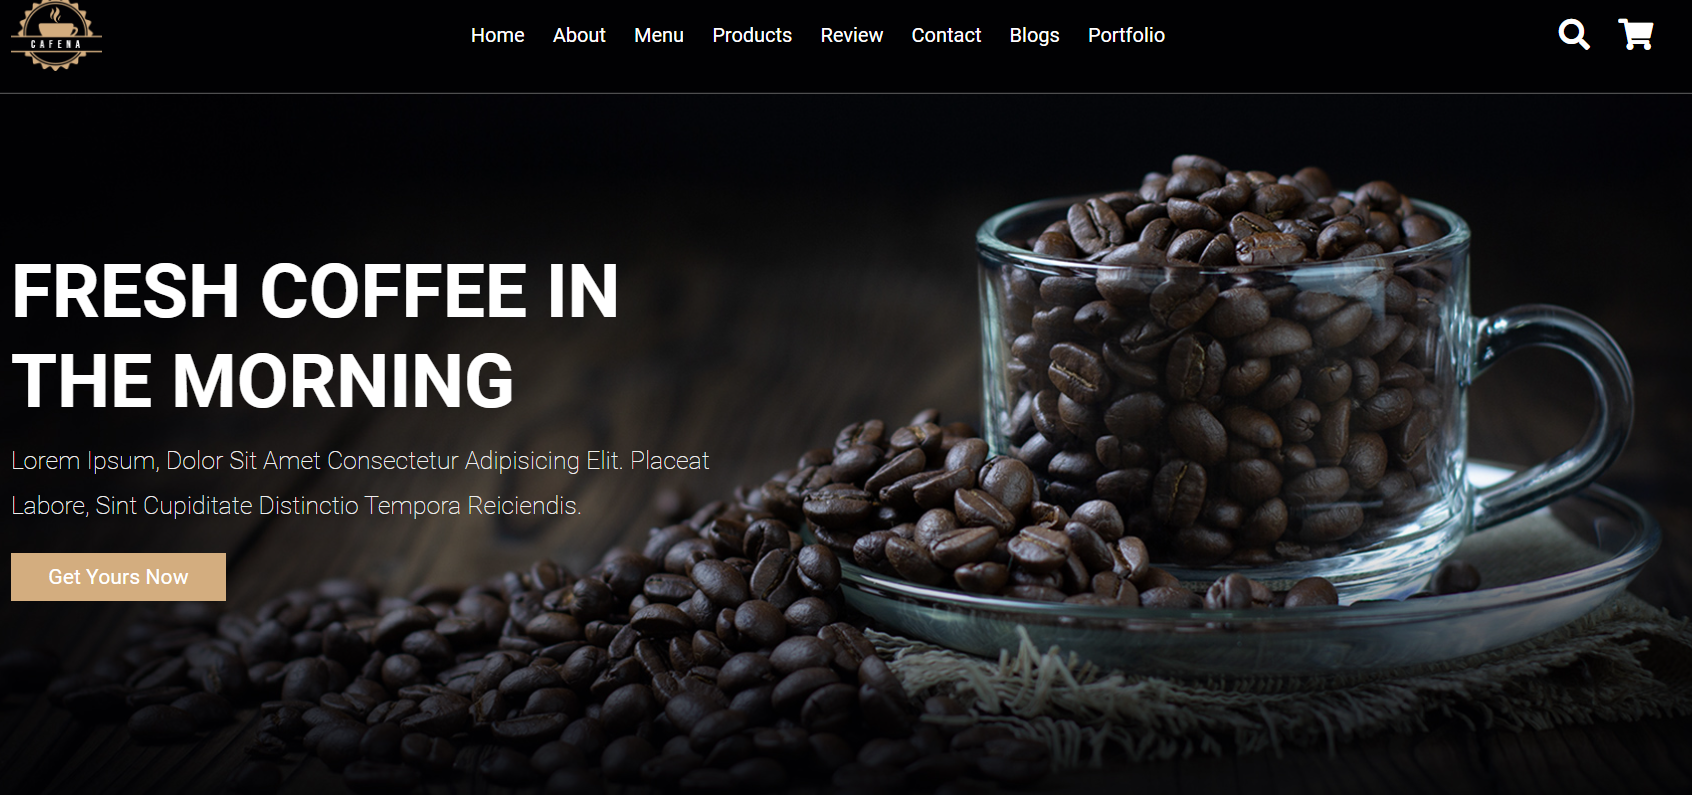 CAFENA
Home About Menu Products Review Contact Blogs Portfolio
FRESH COFFEE IN
THE MORNING
Lorem Ipsum, Dolor Sit Amet Consectetur Adipisicing Elit. Placeat
Labore, Sint Cupiditate Distinctio Tempora Reiciendis.
Get Yours Now